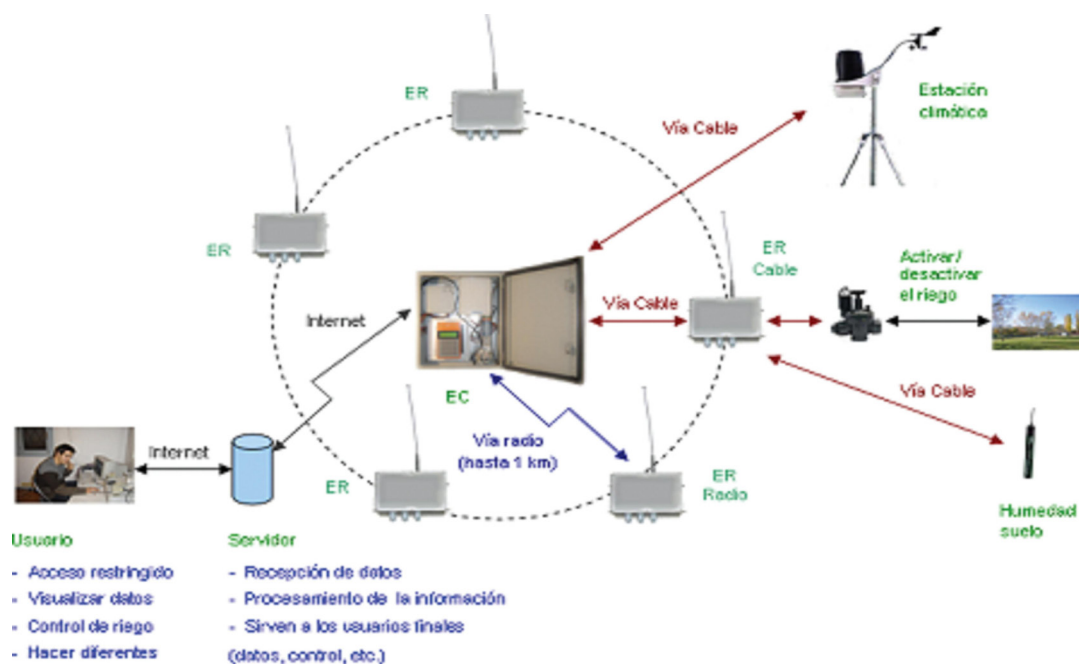 ER
Vía Cable
Estación
climática
ER
ER
Cable
Activar/
desactivar
el riego
Internet
Vía Cable
EC
Vía Cable
Internet
Vía radio
(hasta 1 km)
ER
ER
Radio
Humedad
suelo
Usuario
- Acceso restringido
- Visualizar datos
- Control de riego
- Hacer diferentes
Servidor
- Recepción de datos
- Procesamiento de la información
- Sirven a los usuarios finales
(datos, control, etc.)